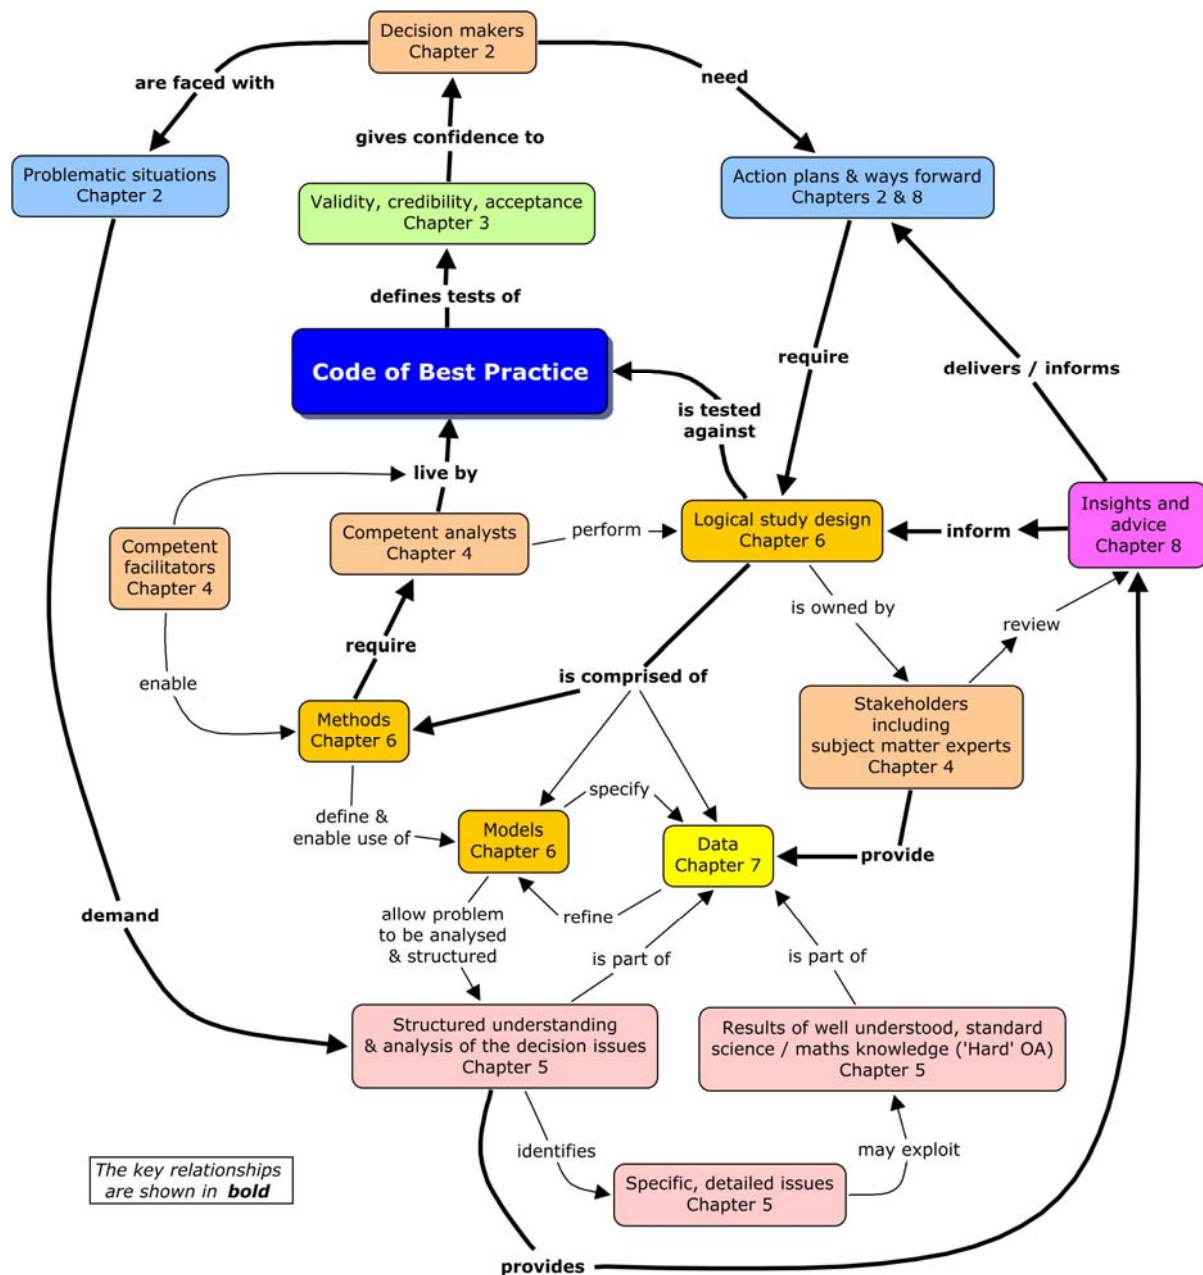 Decision makers
Chapter 2
are faced with
need
gives confidence to
Problematic situations
Chapter 2
Action plans & ways forward
Chapters 2 & 8
Validity, credibility, acceptance
Chapter 3
defines tests of
Code of Best Practice
require
delivers / informs
is tested
against
live by
Competent
facilitators
Chapter 4
Competent analysts
Chapter 4
perform
Logical study design
Chapter 6
inform
Insights and
advice
Chapter 8
is owned by
review
require
enable
is comprised of
Methods
Chapter 6
Stakeholders
including
subject matter experts
Chapter 4
define &
enable use of
specify
Models
Chapter 6
Data
Chapter 7
provide
demand
allow problem
to be analysed
& structured
refine
is part of
is part of
Structured understanding
& analysis of the decision issues
Chapter 5
Results of well understood, standard
science / maths knowledge ('Hard' OA)
Chapter 5
identifies
may exploit
Specific, detailed issues
Chapter 5
The key relationships
are shown in bold
provides